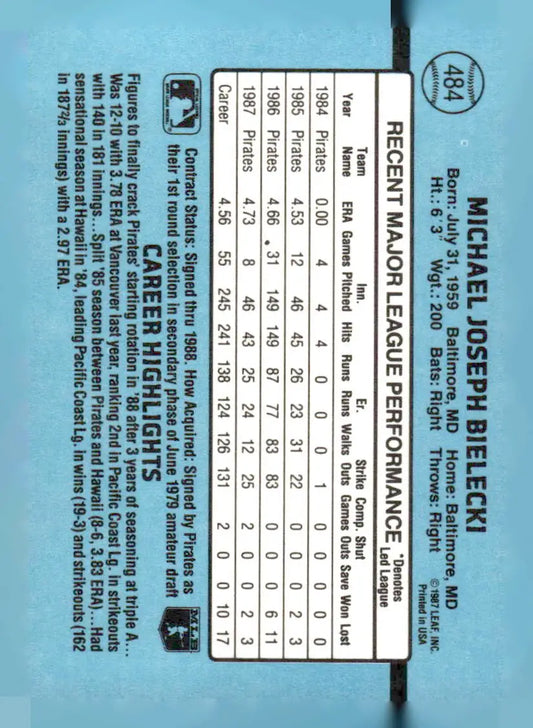 484
MICHAEL JOSEPH BIELECKI
Born: July 31, 1959 Baltimore, MD Home: Baltimore, MD
Ht.: 6'3" Wgt.: 200 Bats: Right Throws: Right
©1987 LEAF, INC.
Printed in USA
RECENT MAJOR LEAGUE PERFORMANCE *Denotes
Led League
Team Inn. Er. Strike Comp. Shut
Year Name ERA Games Pitched Hits Runs Runs Walks Outs Games Outs Save Won Lost
1984 Pirates 0.00 4 4 4 0 0 0 1 0 0 0 0 0
1985 Pirates 4.53 12 46 45 26 23 31 22 0 0 0 2 3
1986 Pirates 4.66 31 149 149 87 77 83 83 0 0 0 6 11
1987 Pirates 4.73 8 46 43 25 24 12 25 2 0 0 2 3
Career 4.56 55 245 241 138 124 126 131 2 0 0 10 17
Contract Status: Signed thru 1988. How Acquired: Signed by Pirates as
their 1st round selection in secondary phase of June 1979 amateur draft
MLB
CAREER HIGHLIGHTS
Figures to finally crack Pirates' starting rotation in '88 after 3 years of seasoning at triple A...
Was 12-10 with 3.78 ERA at Vancouver last year, ranking 2nd in Pacific Coast Lg. in strikeouts
with 140 in 181 innings...Split '85 season between Pirates and Hawaii (8-6, 3.83 ERA)...Had
sensational season at Hawaii in '84, leading Pacific Coast Lg. in wins (19-3) and strikeouts (162
in 187⅔ innings) with a 2.97 ERA.